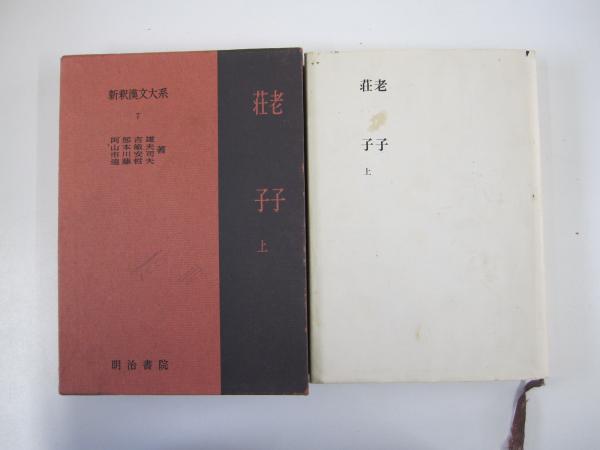 新釈漢文大系
7
阿部吉雄
山本敏夫
市川安司
遠藤哲夫
著
老子
荘子
上
明治書院
老子
荘子
上